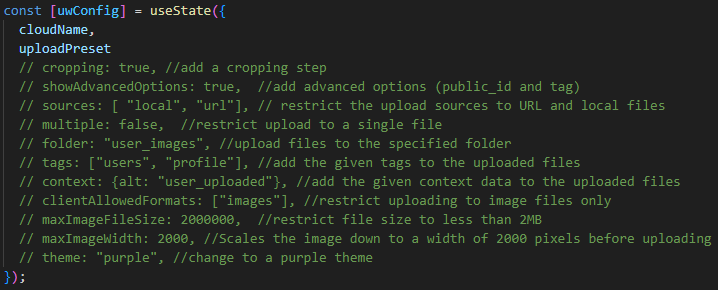 const [uwConfig] = useState({
cloudName,
uploadPreset
// cropping: true, //add a cropping step
// showAdvancedOptions: true,  //add advanced options (public_id and tag)
// sources: [ "local", "url"], // restrict the upload sources to URL and local files
// multiple: false,  //restrict upload to a single file
// folder: "user_images", //upload files to the specified folder
// tags: ["users", "profile"], //add the given tags to the uploaded files
// context: {alt: "user_uploaded"}, //add the given context data to the uploaded files
// clientAllowedFormats: ["images"], //restrict uploading to image files only
// maxImageFileSize: 2000000,  //restrict file size to less than 2MB
// maxImageWidth: 2000, //Scales the image down to a width of 2000 pixels before uploading
// theme: "purple", //change to a purple theme
});